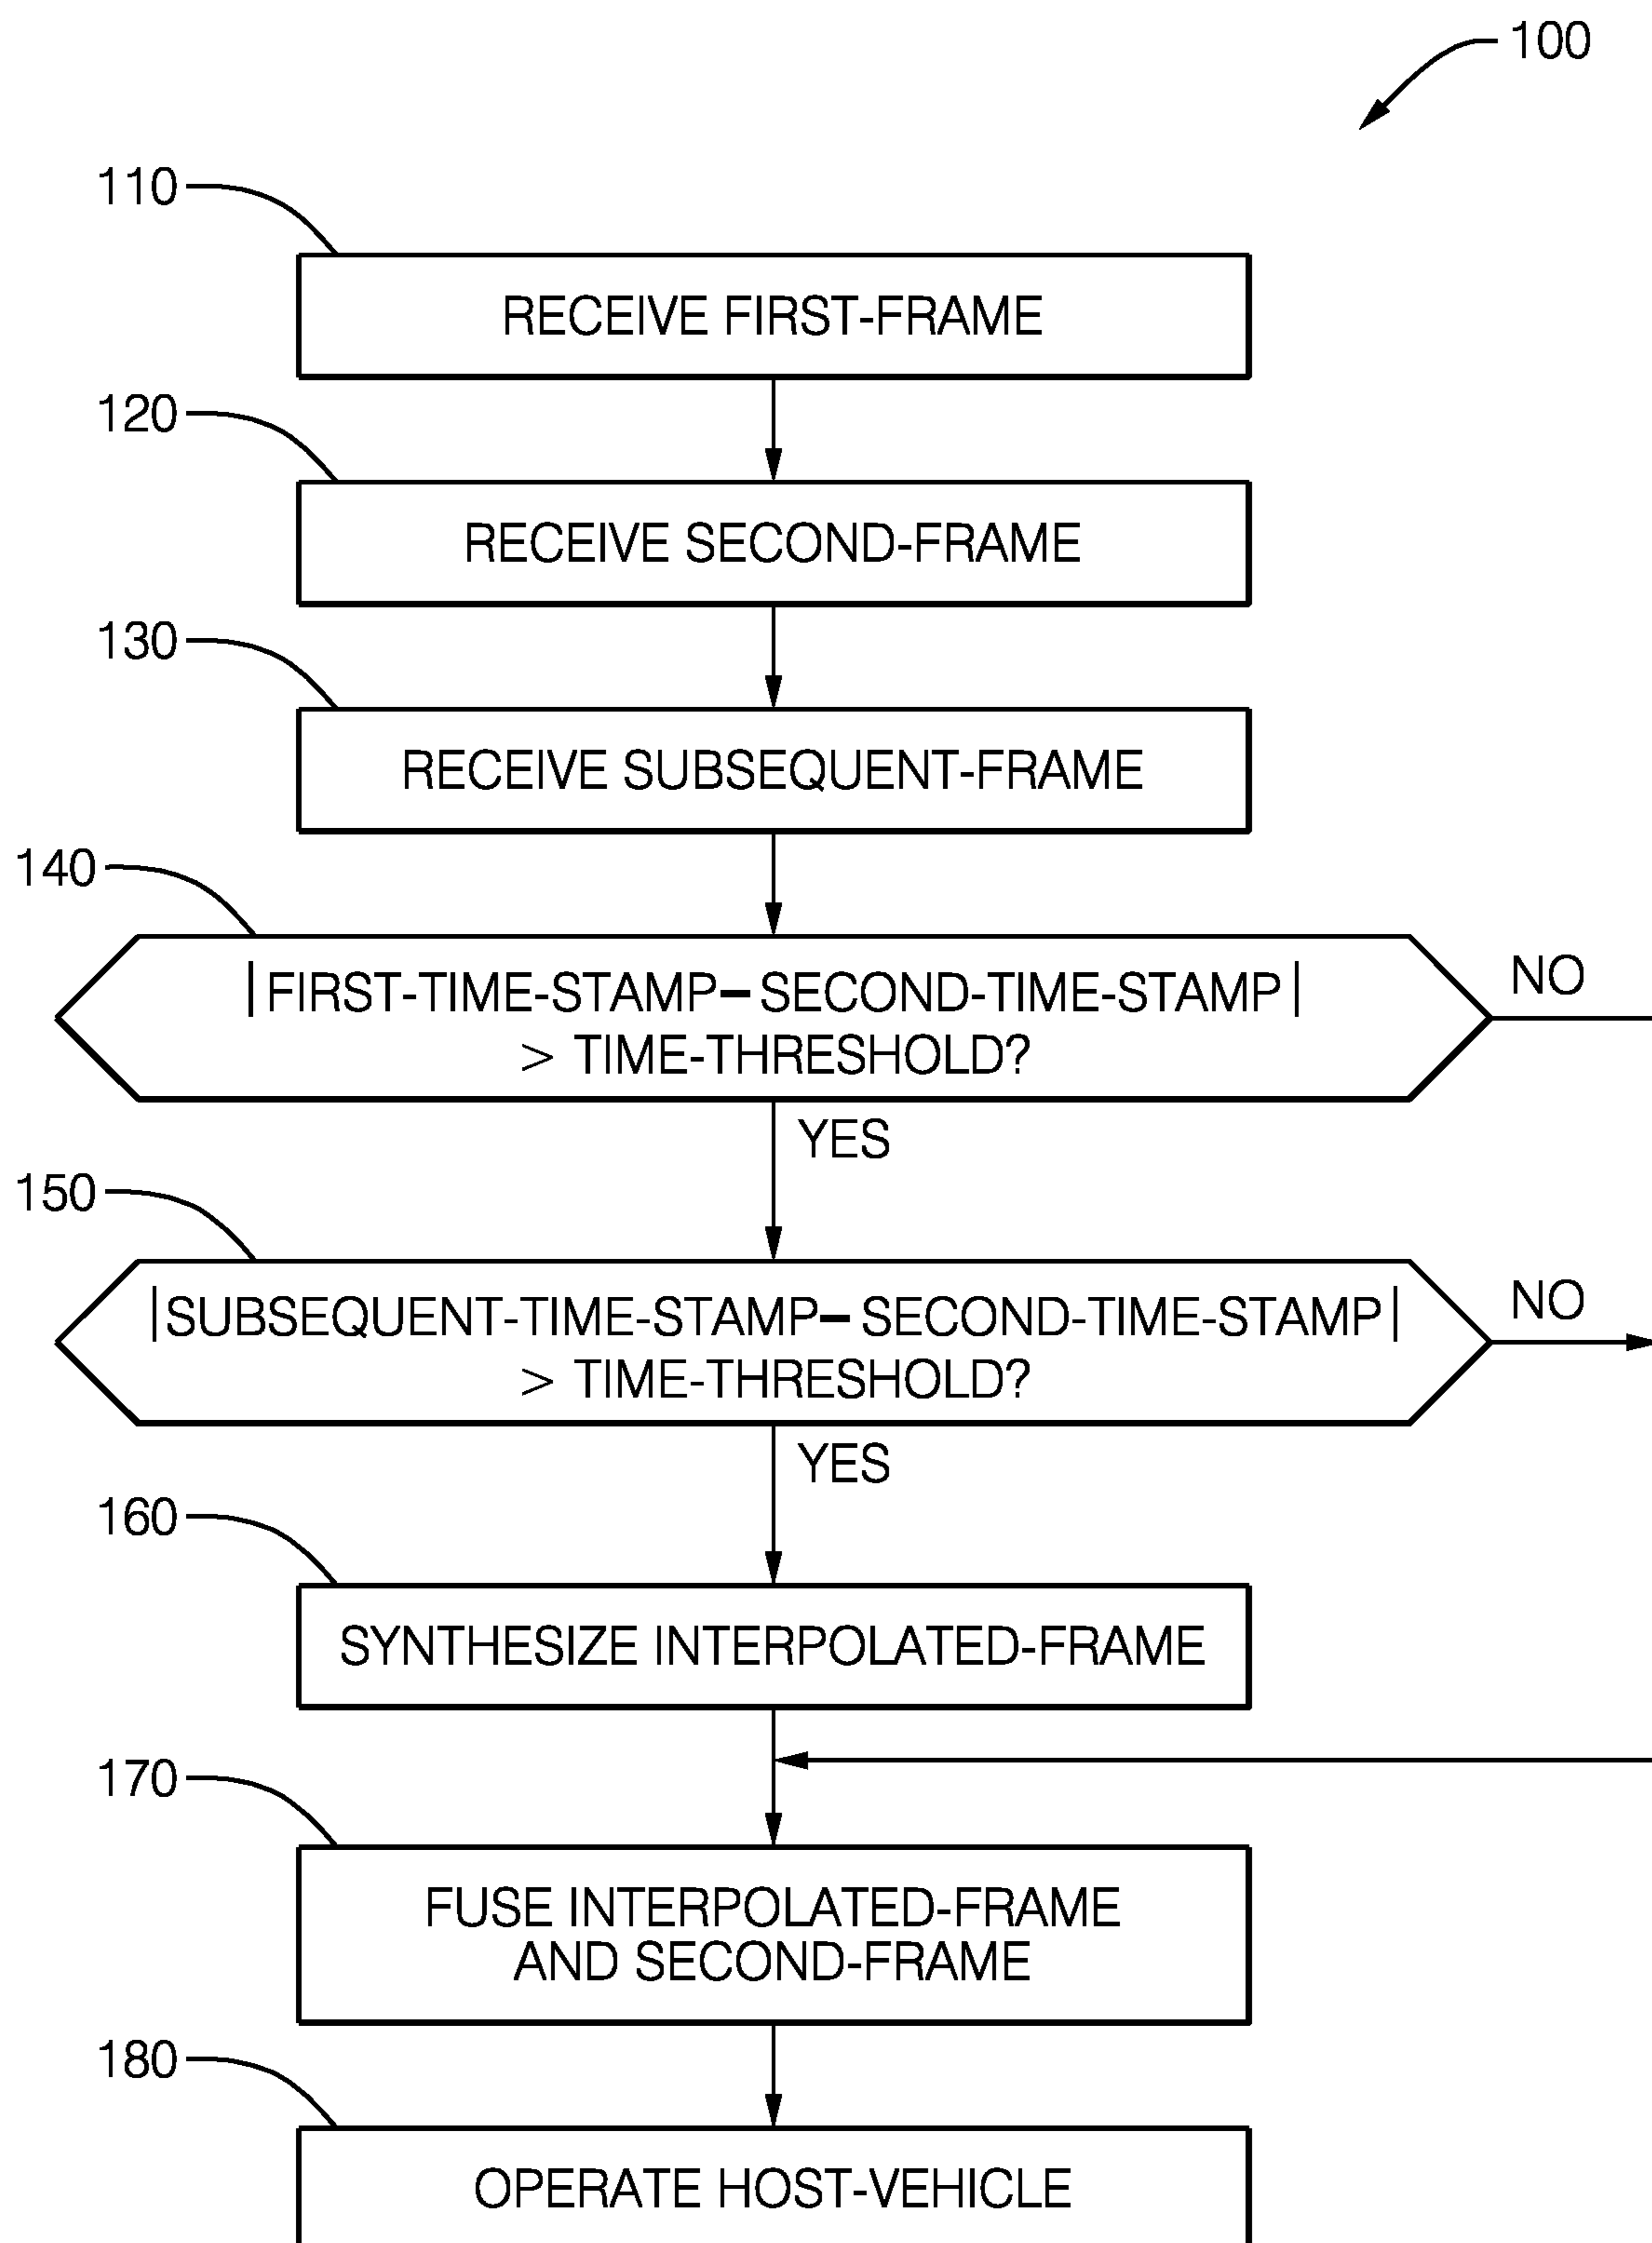 100
110
RECEIVE FIRST-FRAME
120
RECEIVE SECOND-FRAME
130
RECEIVE SUBSEQUENT-FRAME
140
|FIRST-TIME-STAMP–SECOND-TIME-STAMP|
> TIME-THRESHOLD?
NO
YES
150
|SUBSEQUENT-TIME-STAMP–SECOND-TIME-STAMP|
> TIME-THRESHOLD?
NO
YES
160
SYNTHESIZE INTERPOLATED-FRAME
170
FUSE INTERPOLATED-FRAME
AND SECOND-FRAME
180
OPERATE HOST-VEHICLE